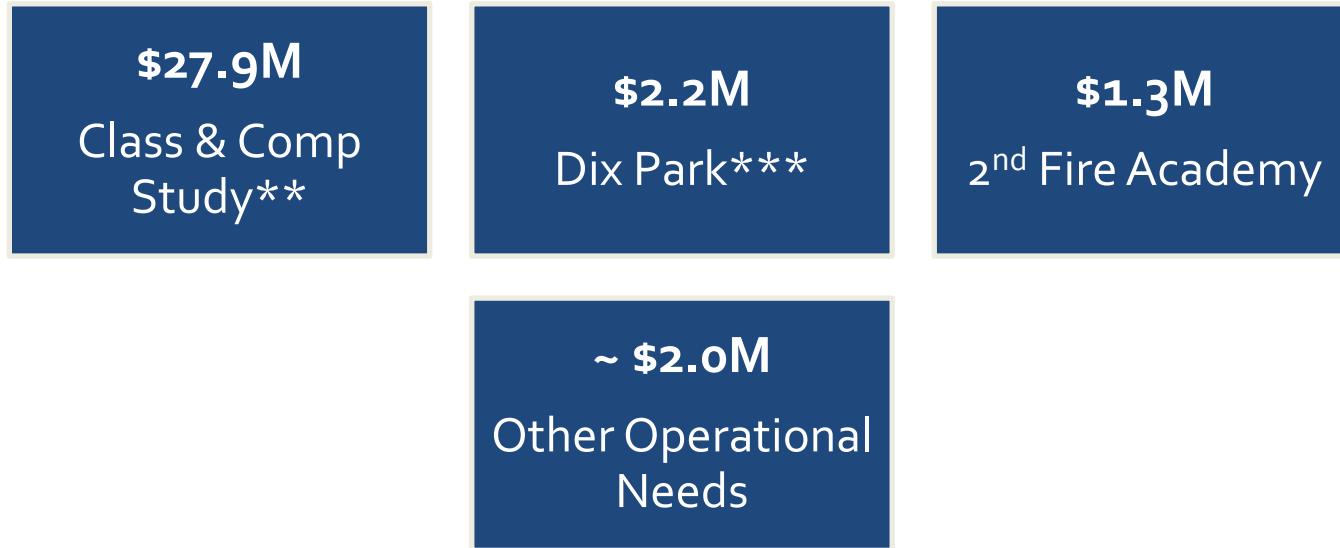 $27.9M
Class & Comp
Study**
$2.2M
Dix Park***
$1.3M
2nd Fire Academy
~ $2.0M
Other Operational
Needs